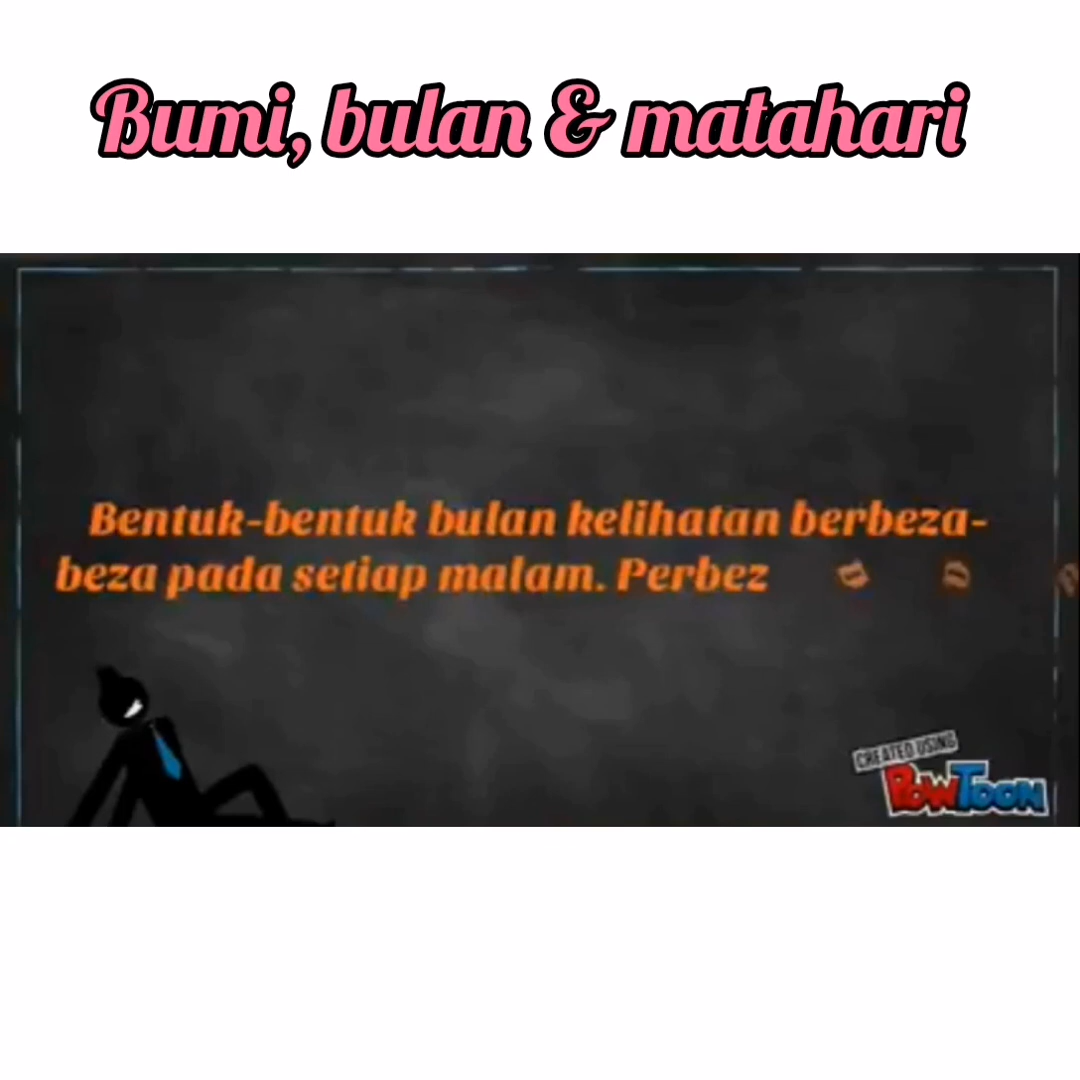 Bumi, bulan & matahari
Bentuk-bentuk bulan kelihatan berbeza-
beza pada setiap malam. Perbez
CREATED USING
POWTOON